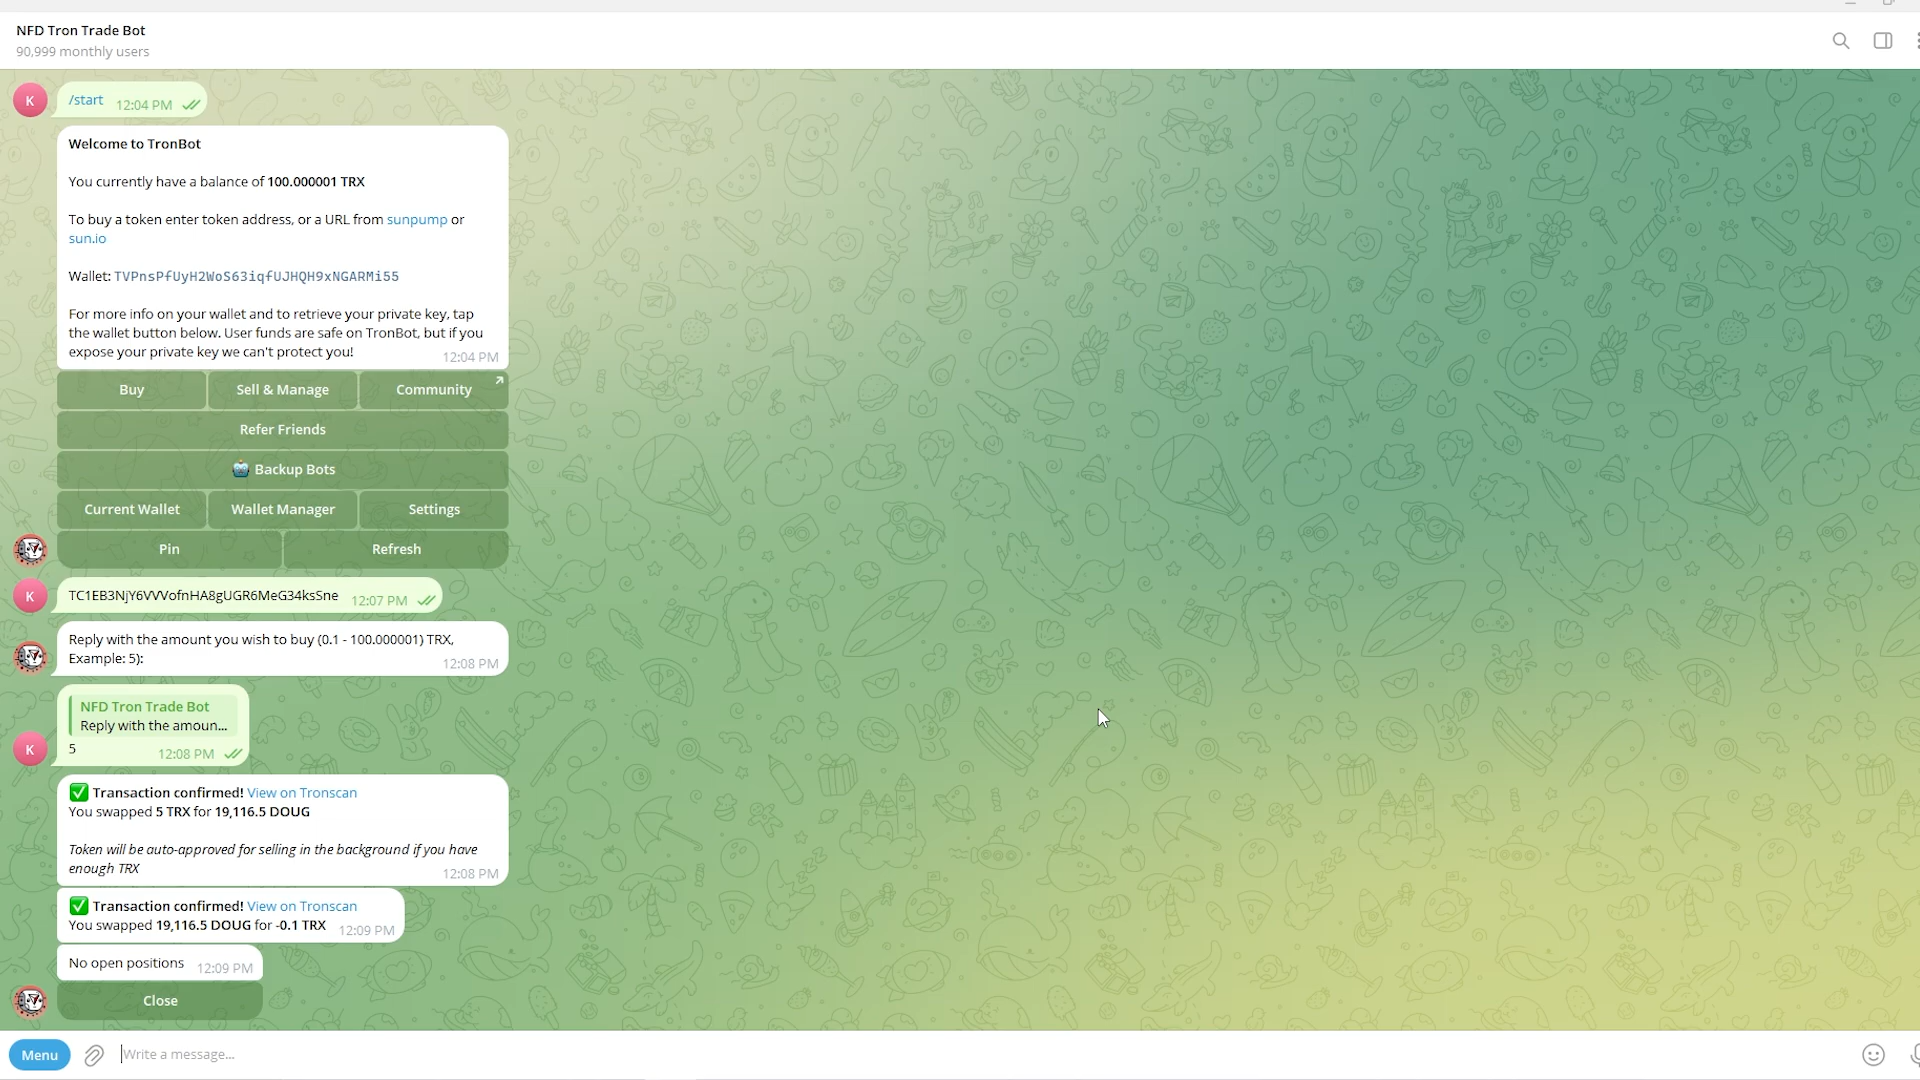 NFD Tron Trade Bot
90,999 monthly users
K
/start 12:04 PM
Welcome to TronBot
You currently have a balance of 100.000001 TRX
To buy a token enter token address, or a URL from sunpump or
sun.io
Wallet: TVPnsPfUyH2WoS63iqfUJHQH9xNGARMi55
For more info on your wallet and to retrieve your private key, tap
the wallet button below. User funds are safe on TronBot, but if you
expose your private key we can't protect you! 12:04 PM
Buy Sell & Manage Community
Refer Friends
Backup Bots
Current Wallet Wallet Manager Settings
Pin Refresh
K
TC1EB3NjY6VVVofnHA8gUGR6MeG34ksSne 12:07 PM
Reply with the amount you wish to buy (0.1 - 100.000001) TRX,
Example: 5): 12:08 PM
NFD Tron Trade Bot
Reply with the amoun...
K
5 12:08 PM
Transaction confirmed! View on Tronscan
You swapped 5 TRX for 19,116.5 DOUG
Token will be auto-approved for selling in the background if you have
enough TRX 12:08 PM
Transaction confirmed! View on Tronscan
You swapped 19,116.5 DOUG for -0.1 TRX 12:09 PM
No open positions 12:09 PM
Close
Menu Write a message...